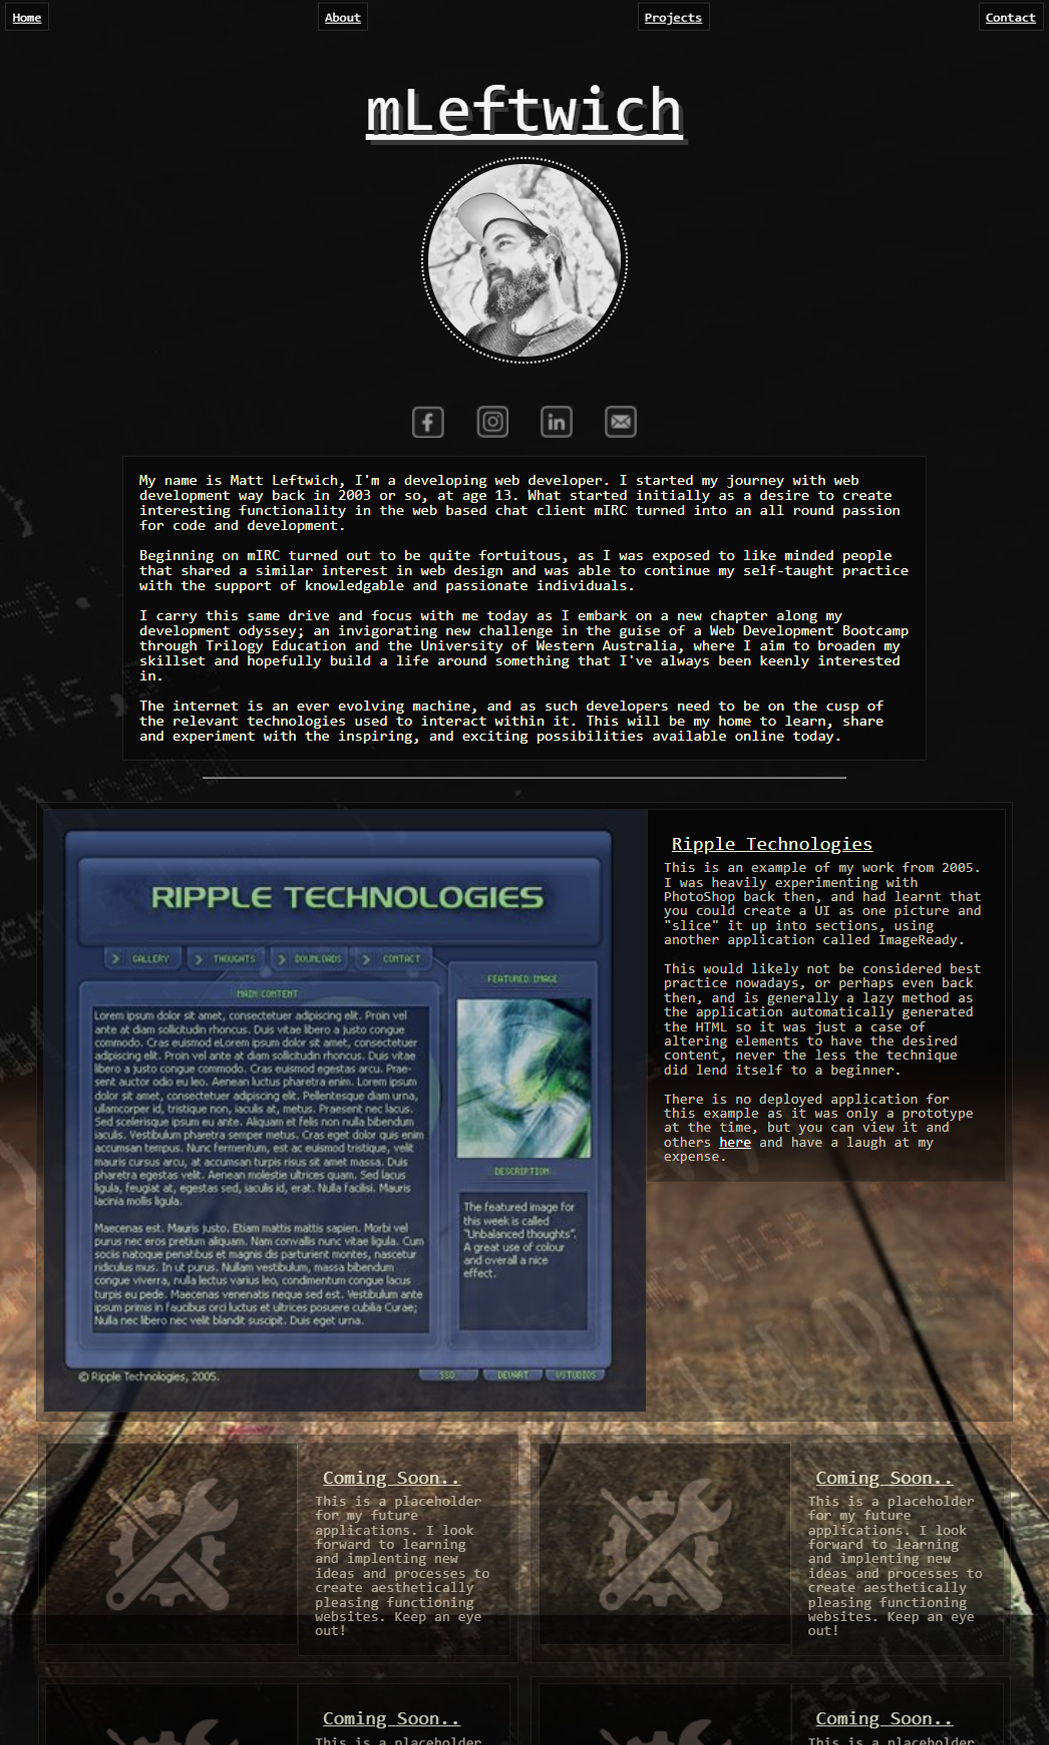 Home
About
Projects
Contact
mLeftwich
My name is Matt Leftwich, I'm a developing web developer. I started my journey with web
development way back in 2003 or so, at age 13. What started initially as a desire to create
interesting functionality in the web based chat client mIRC turned into an all round passion
for code and development.
Beginning on mIRC turned out to be quite fortuitous, as I was exposed to like minded people
that shared a similar interest in web design and was able to continue my self-taught practice
with the support of knowledgable and passionate individuals.
I carry this same drive and focus with me today as I embark on a new chapter along my
development odyssey; an invigorating new challenge in the guise of a Web Development Bootcamp
through Trilogy Education and the University of Western Australia, where I aim to broaden my
skillset and hopefully build a life around something that I've always been keenly interested
in.
The internet is an ever evolving machine, and as such developers need to be on the cusp of
the relevant technologies used to interact within it. This will be my home to learn, share
and experiment with the inspiring, and exciting possibilities available online today.
RIPPLE TECHNOLOGIES
GALLERY
THOUGHTS
DOWNLOADS
CONTACT
MAIN CONTENT
Lorem ipsum dolor sit amet, consectetuer adipiscing elit. Proin vel
ante at diam sollicitudin rhoncus. Duis vitae libero a justo congue
commodo. Cras euismod eLorem ipsum dolor sit amet, consectetuer
adipiscing elit. Proin vel ante at diam sollicitudin rhoncus. Duis vitae
libero a justo congue commodo. Cras euismod egestas arcu. Prae-
sent auctor odio eu leo. Aenean luctus pharetra enim. Lorem ipsum
dolor sit amet, consectetuer adipiscing elit. Pellentesque diam urna,
ullamcorper id, tristique non, iaculis at, metus. Praesent nec lacus.
Sed scelerisque ipsum eu ante. Aliquam et felis non nulla bibendum
iaculis. Vestibulum pharetra semper metus. Cras eget dolor quis enim
accumsan tempus. Nunc fermentum, est ac euismod tristique, velit
mauris cursus arcu, at accumsan turpis risus sit amet massa. Duis
pharetra egestas velit. Aenean molestie ultrices quam. Sed lacus
ligula, feugiat at, egestas sed, iaculis id, erat. Nulla facilisi. Mauris
lacinia mollis ligula.
Maecenas est. Mauris justo. Etiam mattis mattis sapien. Morbi vel
purus nec eros pretium aliquam. Nam convallis nunc vitae ligula. Cum
sociis natoque penatibus et magnis dis parturient montes, nascetur
ridiculus mus. In ut purus. Nullam vestibulum, massa bibendum
congue viverra, nulla lectus varius leo, condimentum congue lacus
turpis eu pede. Maecenas venenatis neque sed est. Vestibulum ante
ipsum primis in faucibus orci luctus et ultrices posuere cubilia Curae;
Nulla nec libero nec velit blandit suscipit. Duis eget urna.
FEATURED IMAGE
DESCRIPTION
The featured image for
this week is called
"Unbalanced thoughts".
A great use of colour
and overall a nice
effect.
© Ripple Technologies, 2005.
SSO
DEVART
VSTUDIOS
Ripple Technologies
This is an example of my work from 2005.
I was heavily experimenting with
PhotoShop back then, and had learnt that
you could create a UI as one picture and
"slice" it up into sections, using
another application called ImageReady.
This would likely not be considered best
practice nowadays, or perhaps even back
then, and is generally a lazy method as
the application automatically generated
the HTML so it was just a case of
altering elements to have the desired
content, never the less the technique
did lend itself to a beginner.
There is no deployed application for
this example as it was only a prototype
at the time, but you can view it and
others here and have a laugh at my
expense.
Coming Soon..
This is a placeholder
for my future
applications. I look
forward to learning
and implenting new
ideas and processes to
create aesthetically
pleasing functioning
websites. Keep an eye
out!
Coming Soon..
This is a placeholder
for my future
applications. I look
forward to learning
and implenting new
ideas and processes to
create aesthetically
pleasing functioning
websites. Keep an eye
out!
Coming Soon..
This is a placeholder
Coming Soon..
This is a placeholder